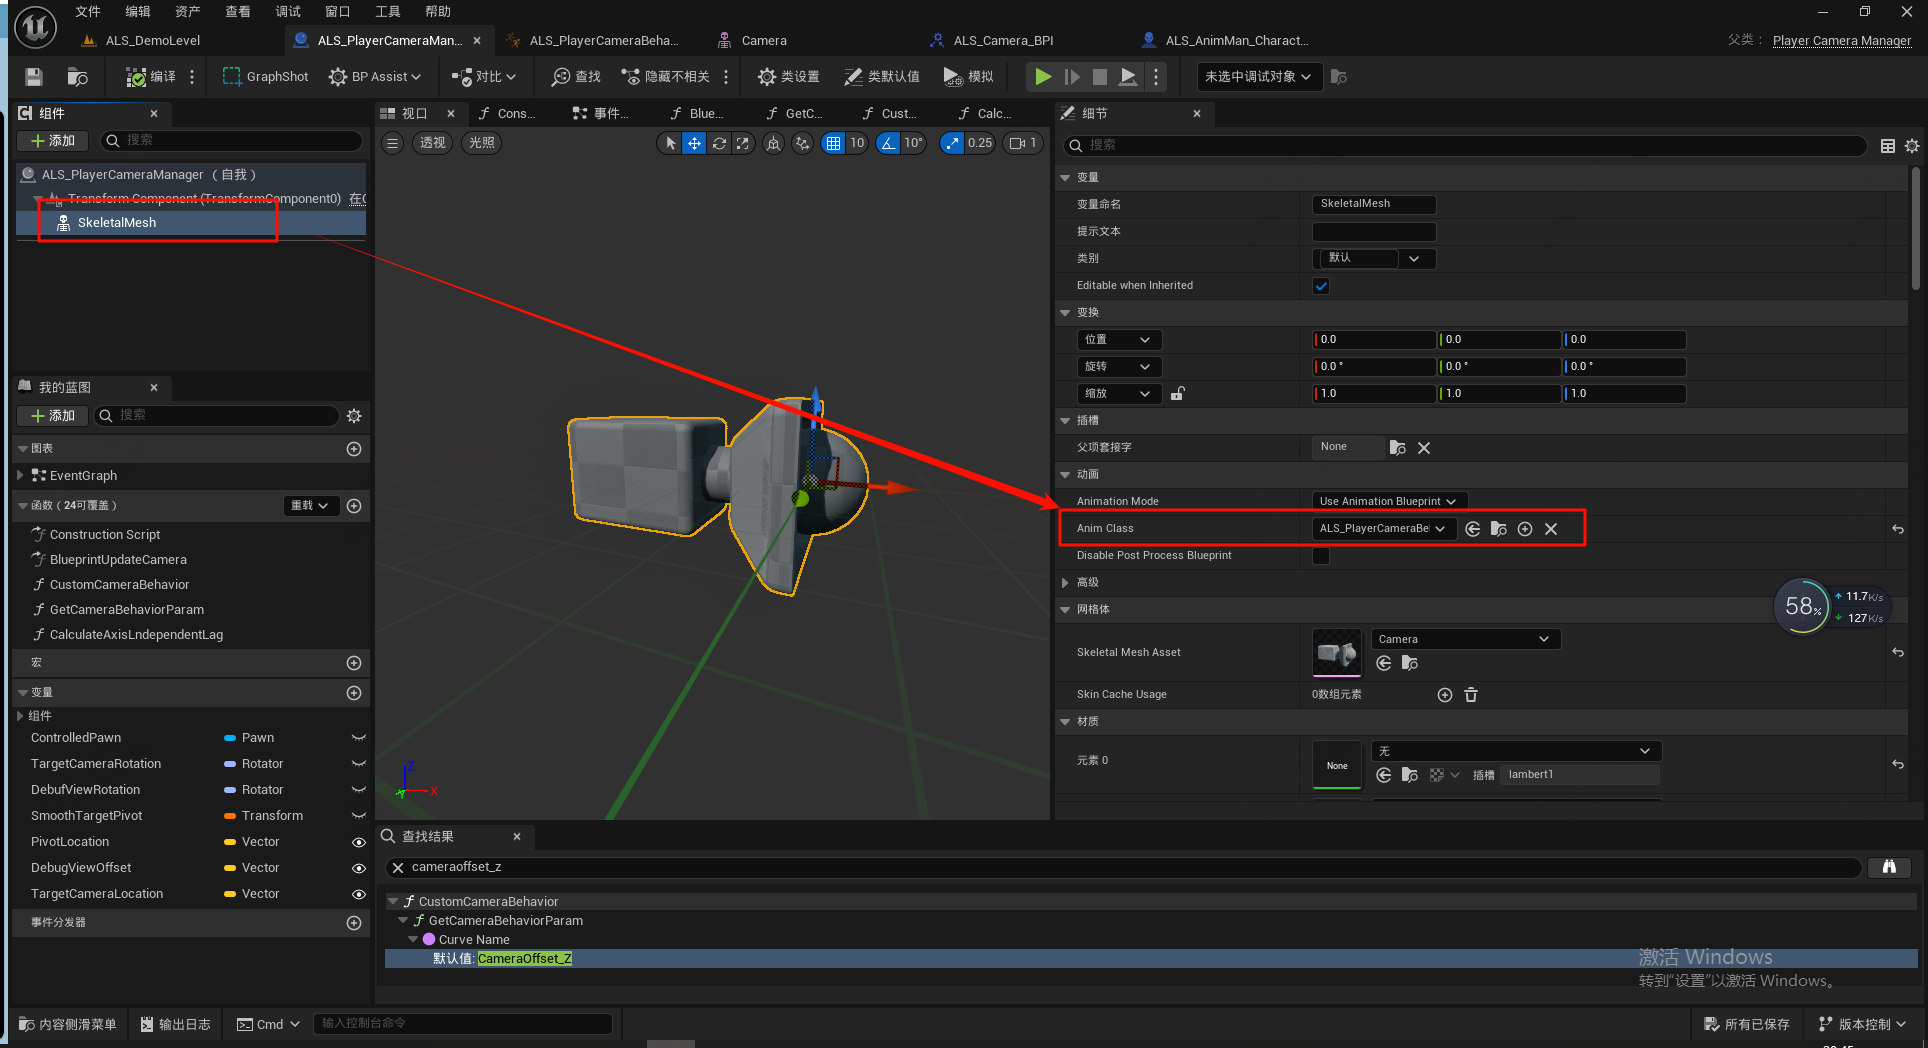 文件 编辑 资产 查看 调试 窗口 工具 帮助
ALS_DemoLevel ALS_PlayerCameraMan... ALS_PlayerCameraBeha... Camera ALS_Camera_BPI ALS_AnimMan_Charact... 父类： Player Camera Manager
编译 GraphShot BP Assist 对比 查找 隐藏不相关 类设置 类默认值 模拟 未选中调试对象
组件 视口 Cons... 事件... Blue... GetC... Cust... Calc... 细节
添加 搜索 透视 光照 10 10° 0.25 1 搜索
ALS_PlayerCameraManager （自我）
Transform Component (TransformComponent0)
SkeletalMesh
变量
变量命名 SkeletalMesh
提示文本
类别 默认
Editable when Inherited
变换
位置 0.0 0.0 0.0
旋转 0.0 ° 0.0 ° 0.0 °
缩放 1.0 1.0 1.0
插槽
父项套接字 None
动画
Animation Mode Use Animation Blueprint
Anim Class ALS_PlayerCameraBe
Disable Post Process Blueprint
高级
网格体
58% 11.7K/s
127K/s
Skeletal Mesh Asset Camera
Skin Cache Usage 0数组元素
材质
元素 0 None 无
插槽 lambert1
我的蓝图
添加 搜索
图表
EventGraph
函数（24可覆盖） 重载
Construction Script
BlueprintUpdateCamera
CustomCameraBehavior
GetCameraBehaviorParam
CalculateAxisLndependentLag
宏
变量
组件
ControlledPawn Pawn
TargetCameraRotation Rotator
DebufViewRotation Rotator
SmoothTargetPivot Transform
PivotLocation Vector
DebugViewOffset Vector
TargetCameraLocation Vector
事件分发器
Z
X
Y
查找结果
cameraoffset_z
CustomCameraBehavior
GetCameraBehaviorParam
Curve Name
默认值: CameraOffset_Z
激活 Windows
转到“设置”以激活 Windows。
内容侧滑菜单 输出日志 Cmd 输入控制台命令 所有已保存 版本控制